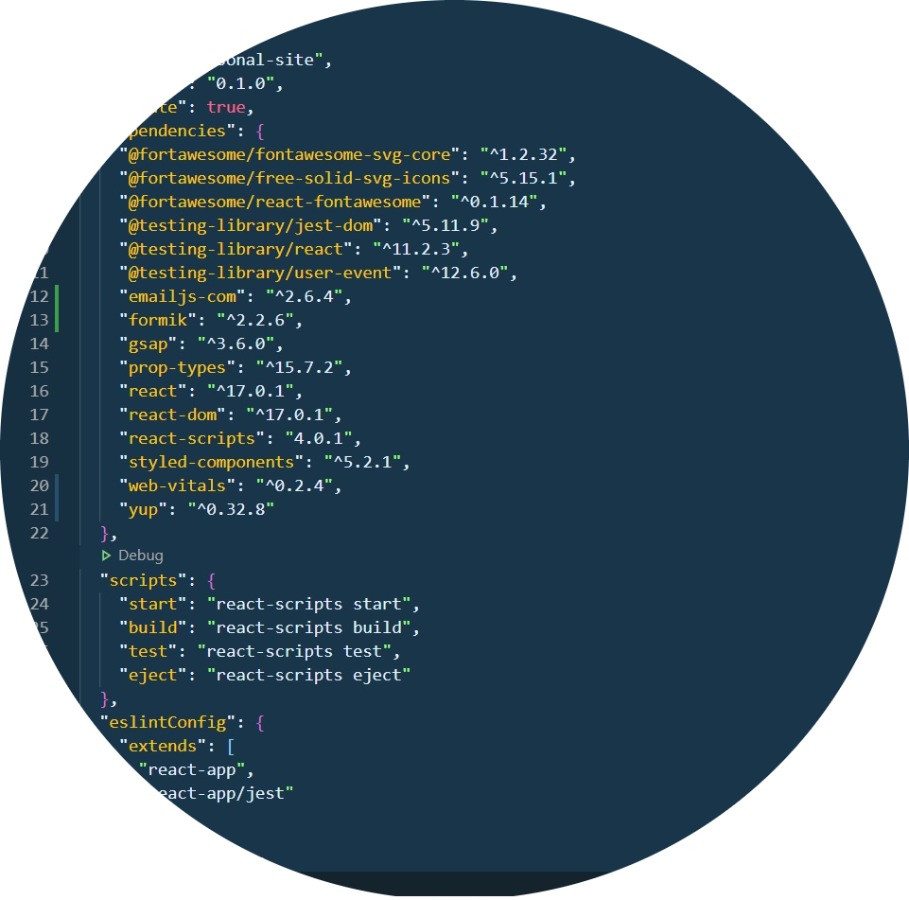 onal-site",
: "0.1.0",
te": true,
pendencies": {
"@fortawesome/fontawesome-svg-core": "^1.2.32",
"@fortawesome/free-solid-svg-icons": "^5.15.1",
"@fortawesome/react-fontawesome": "^0.1.14",
"@testing-library/jest-dom": "^5.11.9",
"@testing-library/react": "^11.2.3",
11 "@testing-library/user-event": "^12.6.0",
12 "emailjs-com": "^2.6.4",
13 "formik": "^2.2.6",
14 "gsap": "^3.6.0",
15 "prop-types": "^15.7.2",
16 "react": "^17.0.1",
17 "react-dom": "^17.0.1",
18 "react-scripts": "4.0.1",
19 "styled-components": "^5.2.1",
20 "web-vitals": "^0.2.4",
21 "yup": "^0.32.8"
22 },
Debug
23 "scripts": {
24 "start": "react-scripts start",
25 "build": "react-scripts build",
"test": "react-scripts test",
"eject": "react-scripts eject"
},
"eslintConfig": {
"extends": [
"react-app",
eact-app/jest"